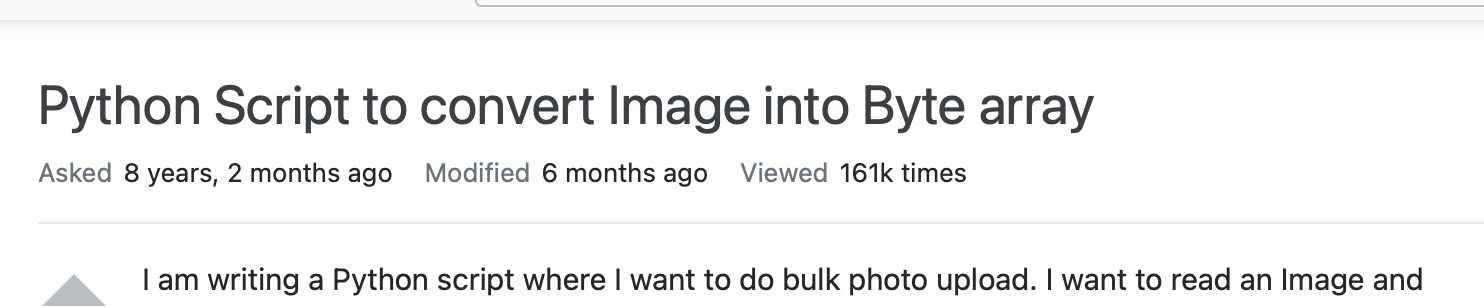 Python Script to convert Image into Byte array
Asked 8 years, 2 months ago Modified 6 months ago Viewed 161k times
I am writing a Python script where I want to do bulk photo upload. I want to read an Image and